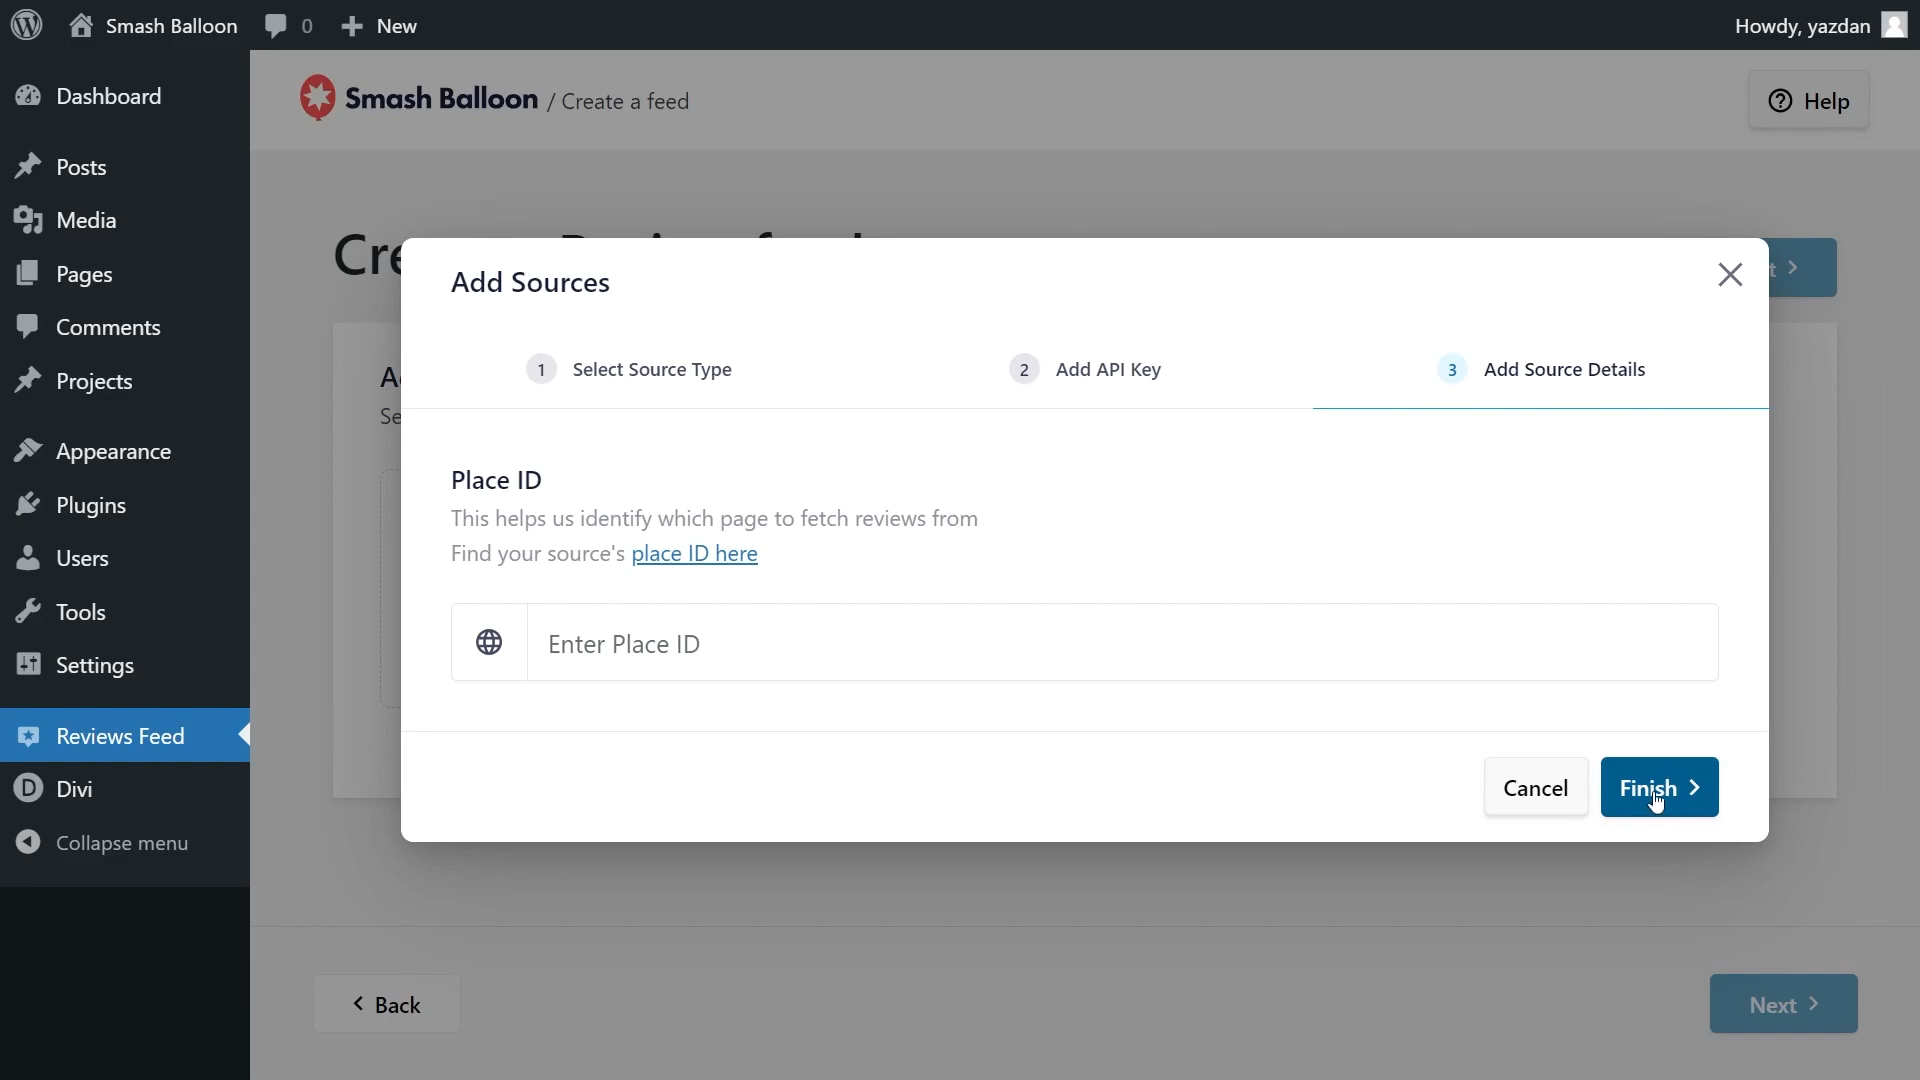 Smash Balloon 0 New Howdy, yazdan
Dashboard
Posts
Media
Pages
Comments
Projects
Appearance
Plugins
Users
Tools
Settings
Reviews Feed
D Divi
Collapse menu
Smash Balloon / Create a feed
Help
Add Sources
1 Select Source Type
2 Add API Key
3 Add Source Details
Place ID
This helps us identify which page to fetch reviews from
Find your source's place ID here
Enter Place ID
Cancel
Finish
Back
Next